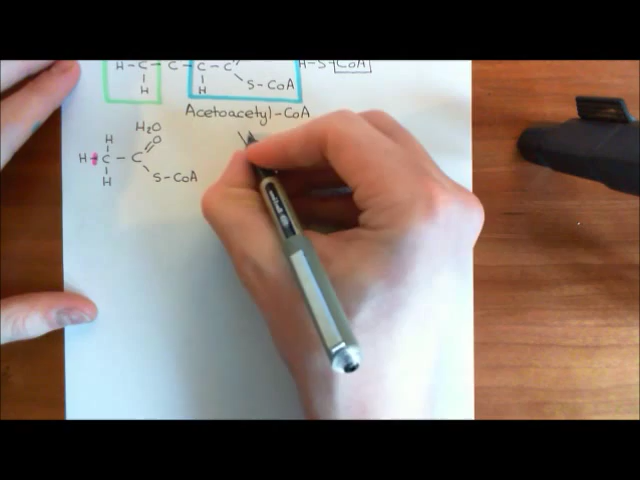 H-C-C-C-C H-S-CoA
H H S-CoA
Acetoacetyl-CoA
H H₂O
O
H-C-C
H S-CoA